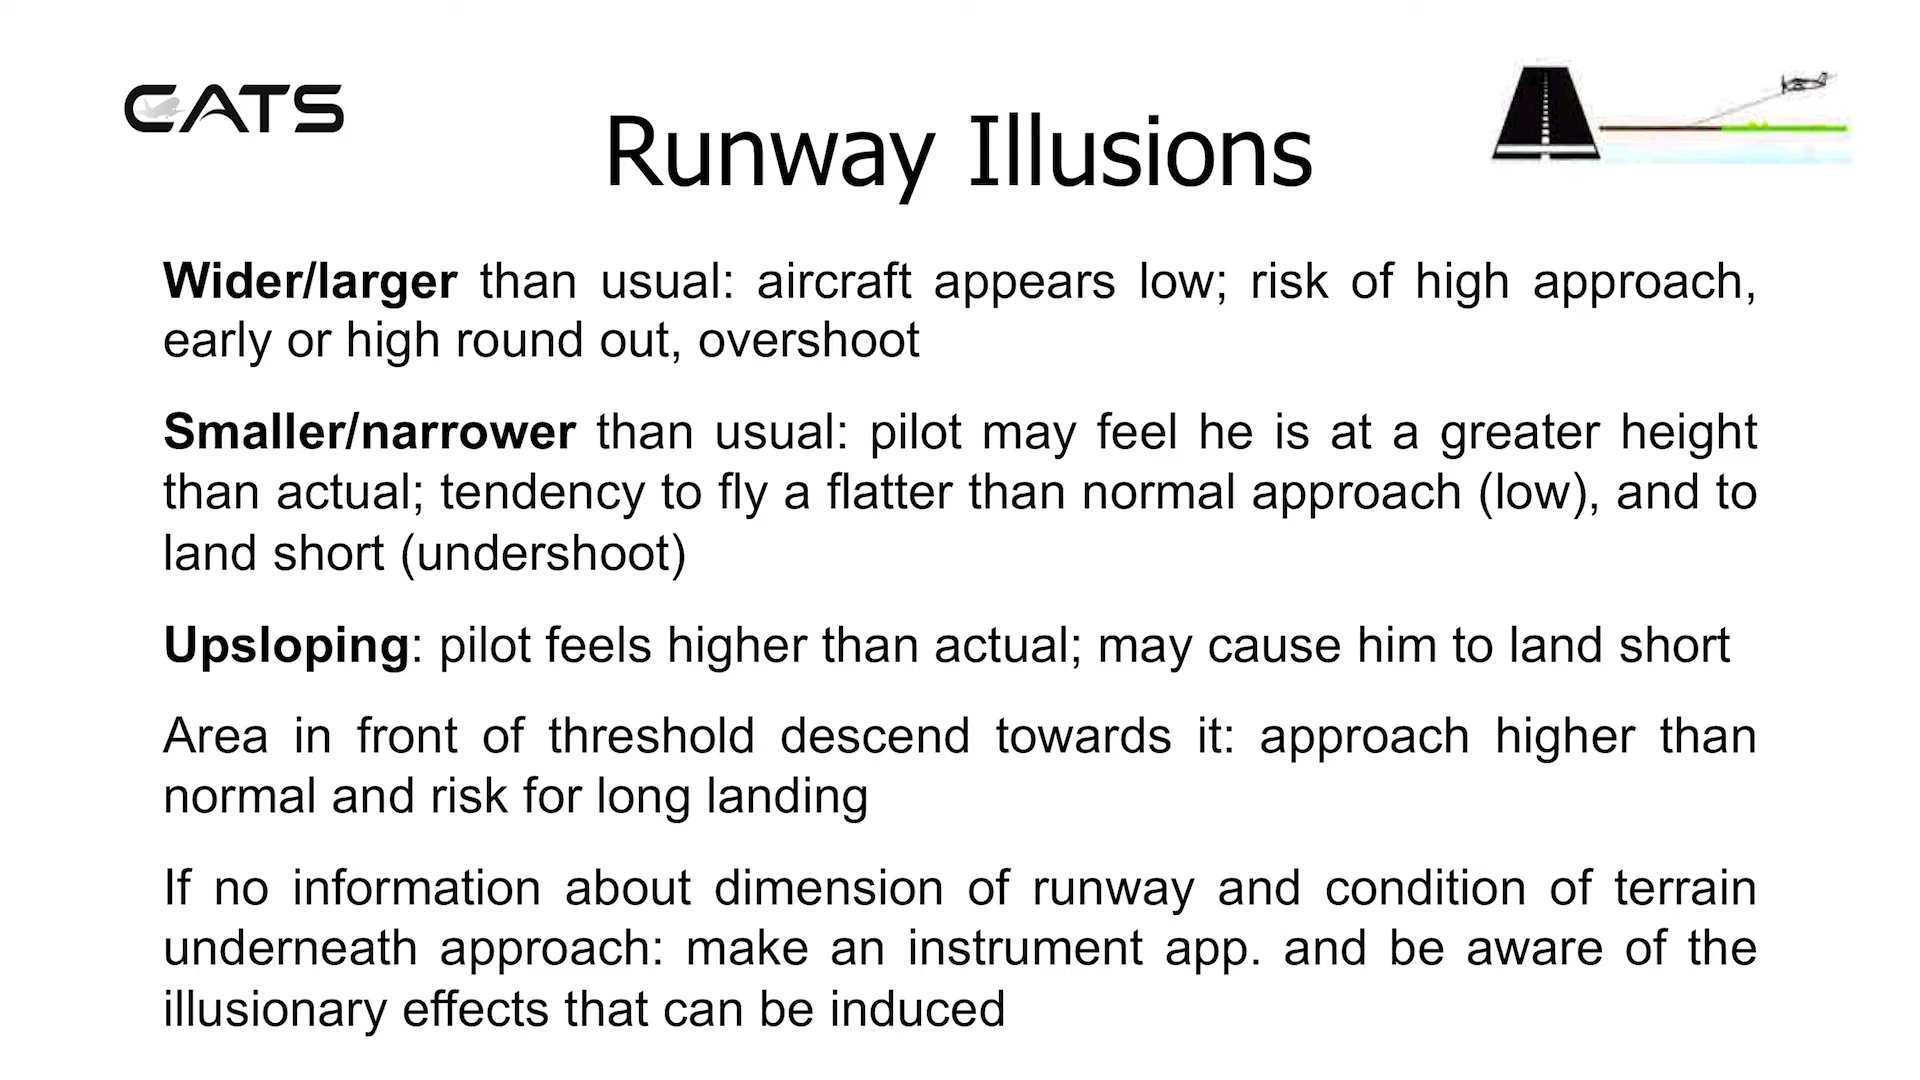 CATS
Runway Illusions
Wider/larger than usual: aircraft appears low; risk of high approach,
early or high round out, overshoot
Smaller/narrower than usual: pilot may feel he is at a greater height
than actual; tendency to fly a flatter than normal approach (low), and to
land short (undershoot)
Upsloping: pilot feels higher than actual; may cause him to land short
Area in front of threshold descend towards it: approach higher than
normal and risk for long landing
If no information about dimension of runway and condition of terrain
underneath approach: make an instrument app. and be aware of the
illusionary effects that can be induced